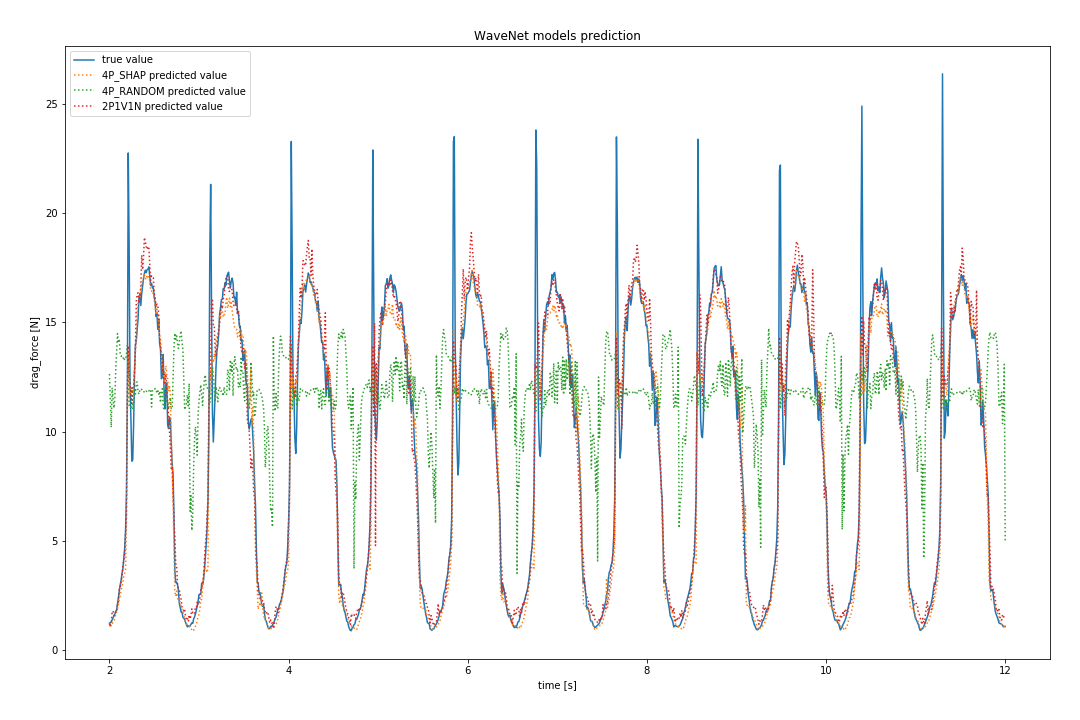 WaveNet models prediction
true value
4P_SHAP predicted value
4P_RANDOM predicted value
2P1V1N predicted value
drag_force [N]
25
20
15
10
5
0
2
4
6
8
10
12
time [s]